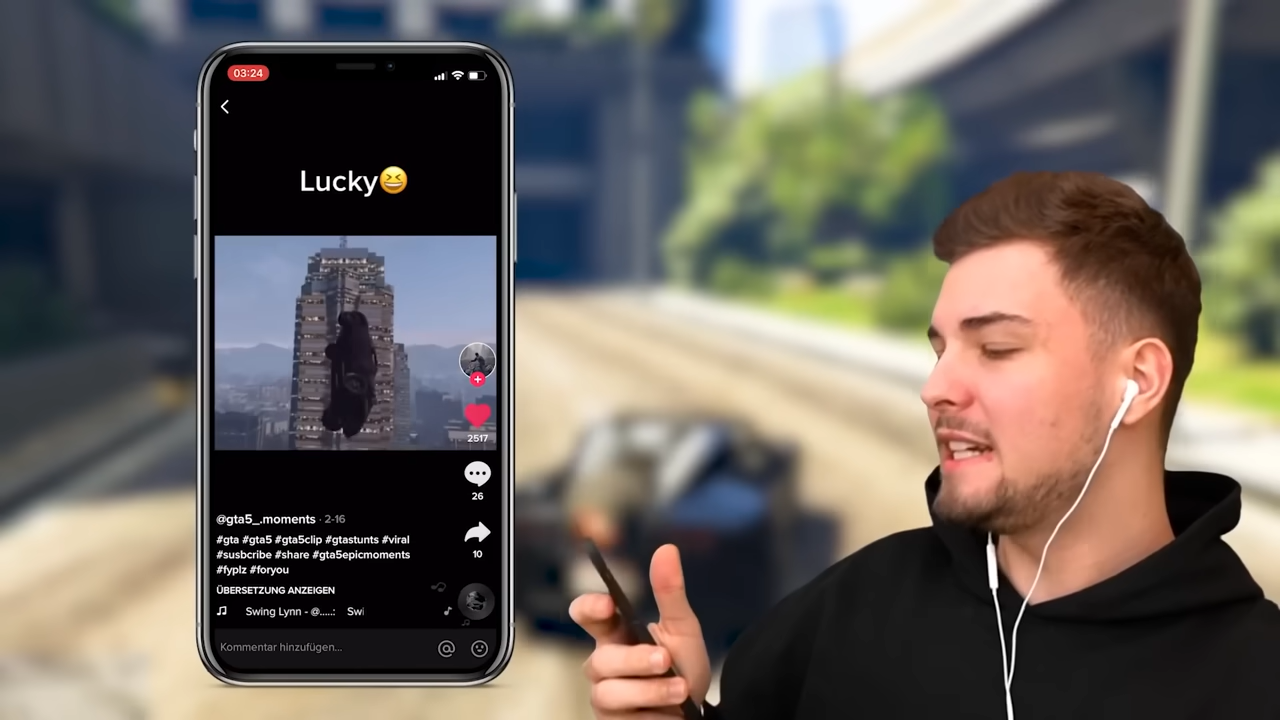 03:24
Lucky😆
2517
26
10
@gta5_.moments · 2-16
#gta #gta5 #gta5clip #gtastunts #viral
#susbcribe #share #gta5epicmoments
#fyplz #foryou
ÜBERSETZUNG ANZEIGEN
Swing Lynn - @.....: Swi
Kommentar hinzufügen...